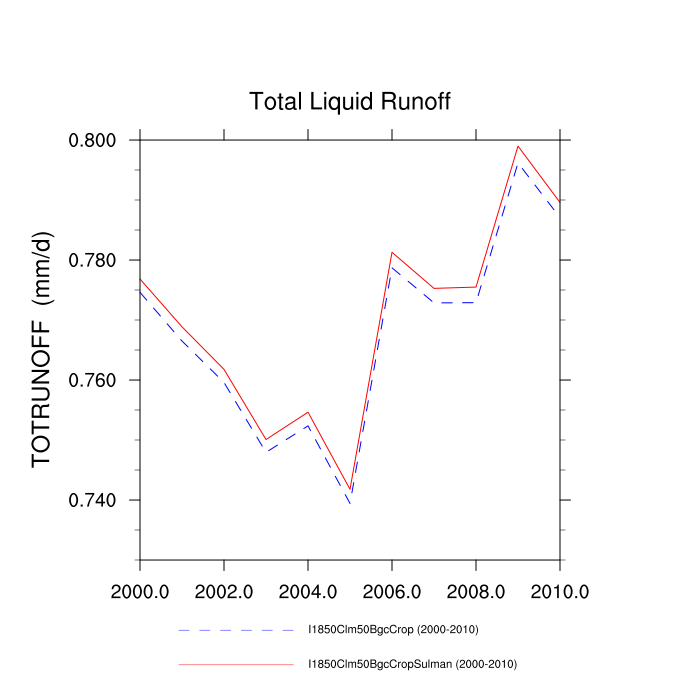 Total Liquid Runoff
TOTRUNOFF (mm/d)
0.800
0.780
0.760
0.740
2000.0 2002.0 2004.0 2006.0 2008.0 2010.0
I1850Clm50BgcCrop (2000-2010)
I1850Clm50BgcCropSulman (2000-2010)